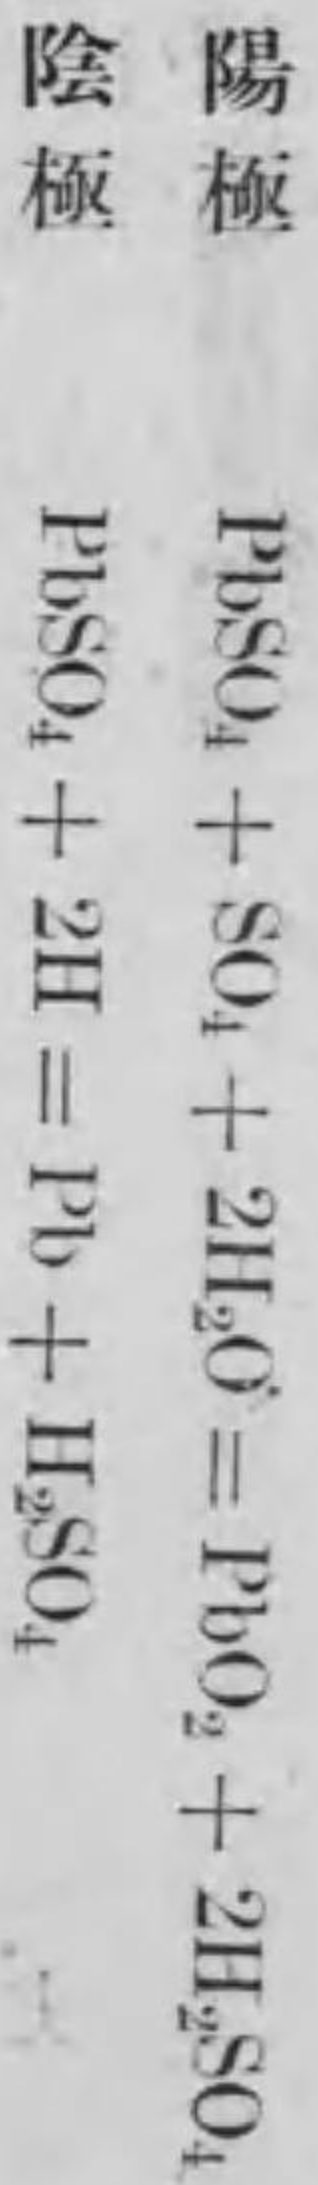 陽極 PbSO₄ + SO₄ + 2H₂O = PbO₂ + 2H₂SO₄
陰極 PbSO₄ + 2H = Pb + H₂SO₄